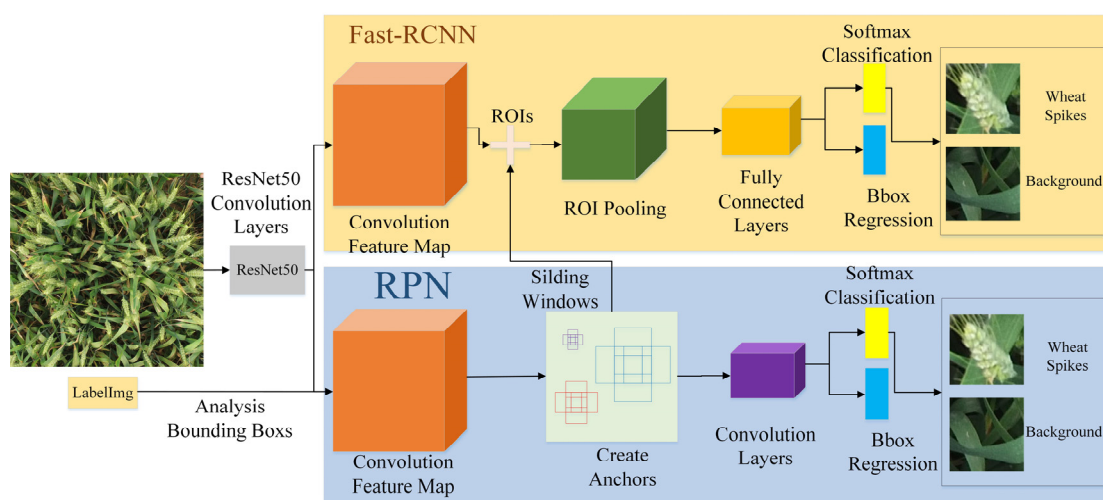 Fast-RCNN
Softmax
Classification
ROIs
Wheat
Spikes
ResNet50
Convolution
Layers
Convolution
Feature Map
ROI Pooling
Fully
Connected
Layers
Bbox
Regression
Background
ResNet50
RPN
Silding
Windows
Softmax
Classification
Wheat
Spikes
LabelImg
Analysis
Bounding Boxs
Convolution
Feature Map
Create
Anchors
Convolution
Layers
Bbox
Regression
Background